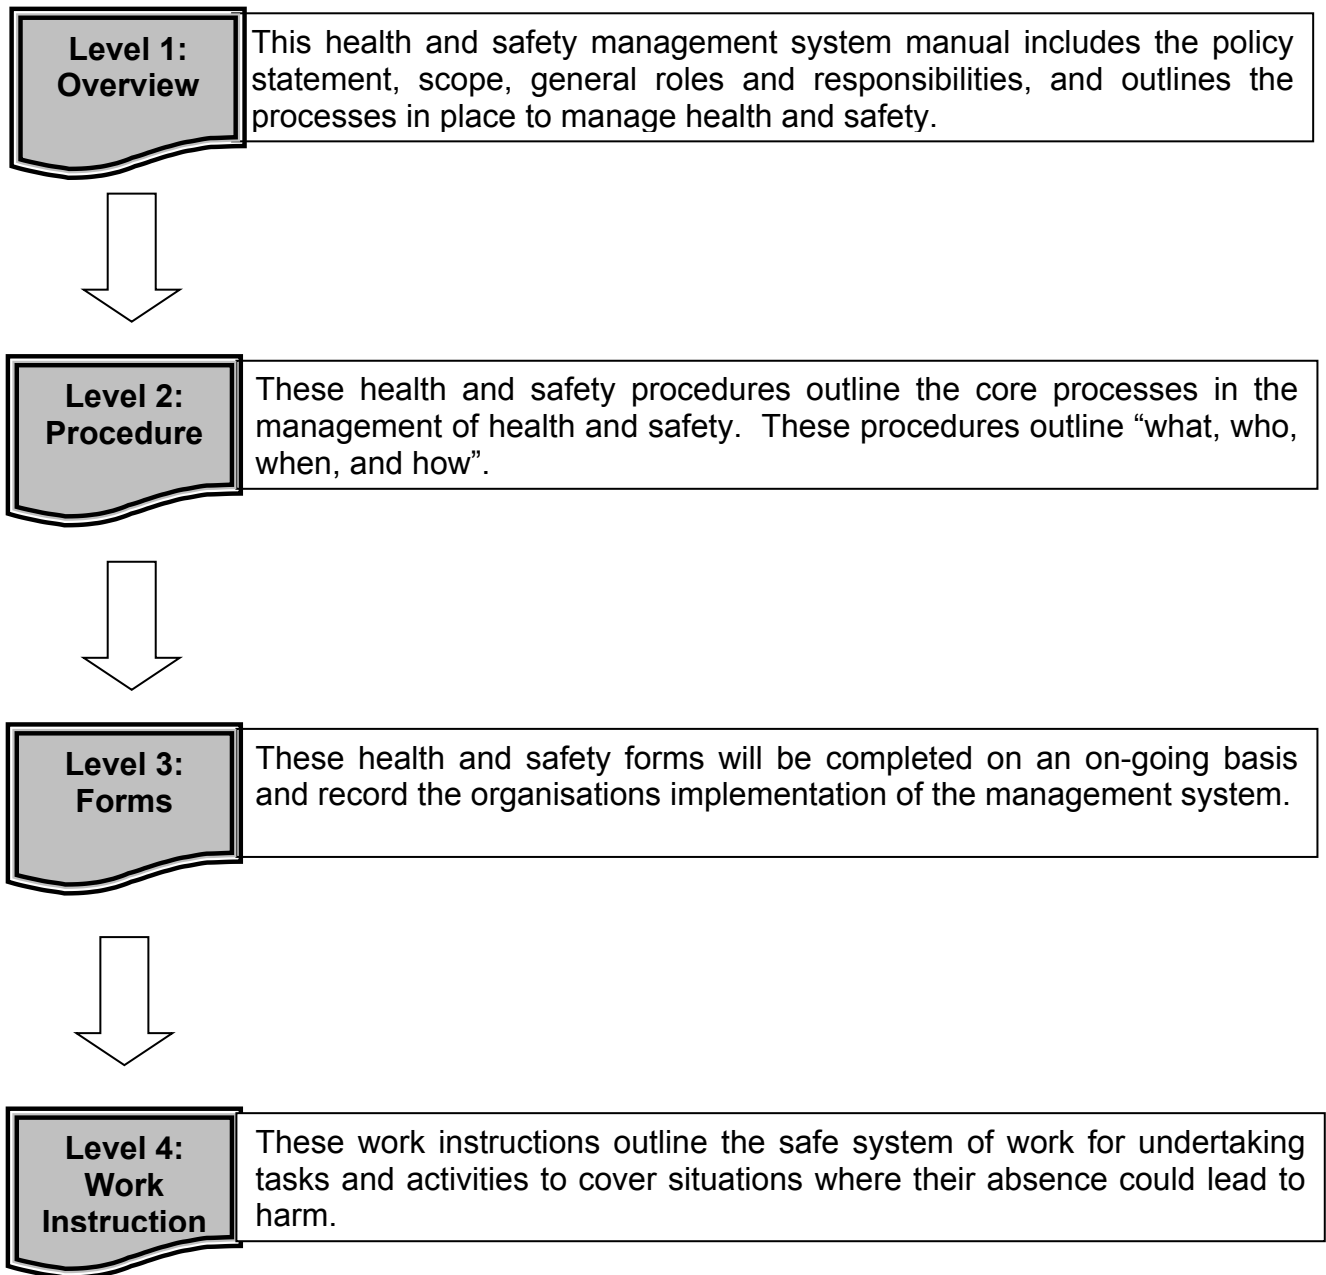 Level 1:
Overview
This health and safety management system manual includes the policy
statement, scope, general roles and responsibilities, and outlines the
processes in place to manage health and safety.
Level 2:
Procedure
These health and safety procedures outline the core processes in the
management of health and safety.  These procedures outline “what, who,
when, and how”.
Level 3:
Forms
These health and safety forms will be completed on an on-going basis
and record the organisations implementation of the management system.
Level 4:
Work
Instruction
These work instructions outline the safe system of work for undertaking
tasks and activities to cover situations where their absence could lead to
harm.